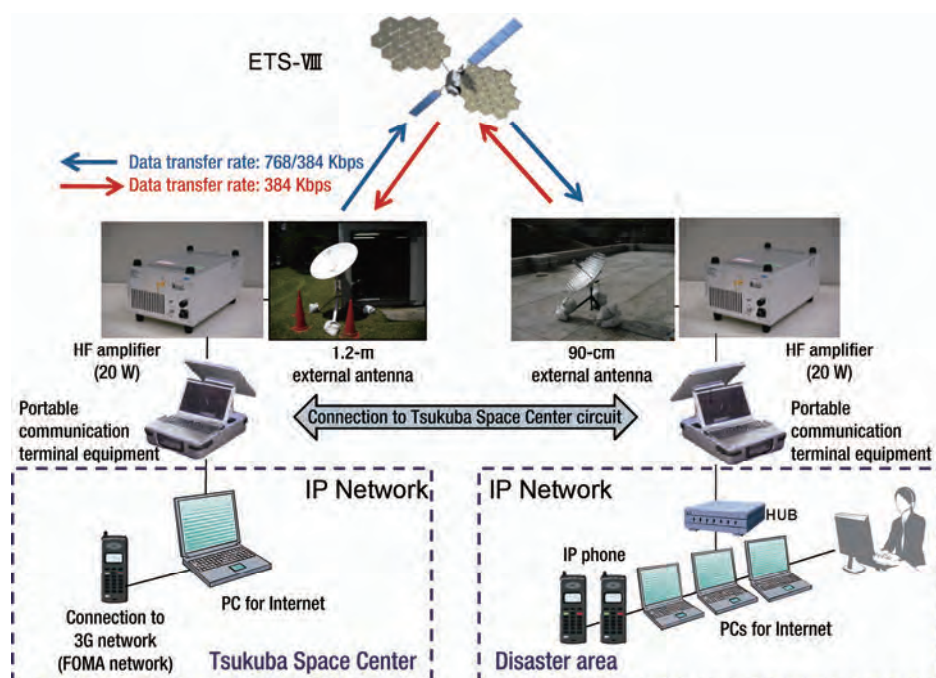 ETS-Ⅷ
Data transfer rate: 768/384 Kbps
Data transfer rate: 384 Kbps
HF amplifier
(20 W)
1.2-m
external antenna
90-cm
external antenna
HF amplifier
(20 W)
Portable
communication
terminal equipment
Connection to Tsukuba Space Center circuit
Portable
communication
terminal equipment
IP Network
IP Network
HUB
IP phone
PC for Internet
PCs for Internet
Connection to
3G network
(FOMA network)
Tsukuba Space Center
Disaster area